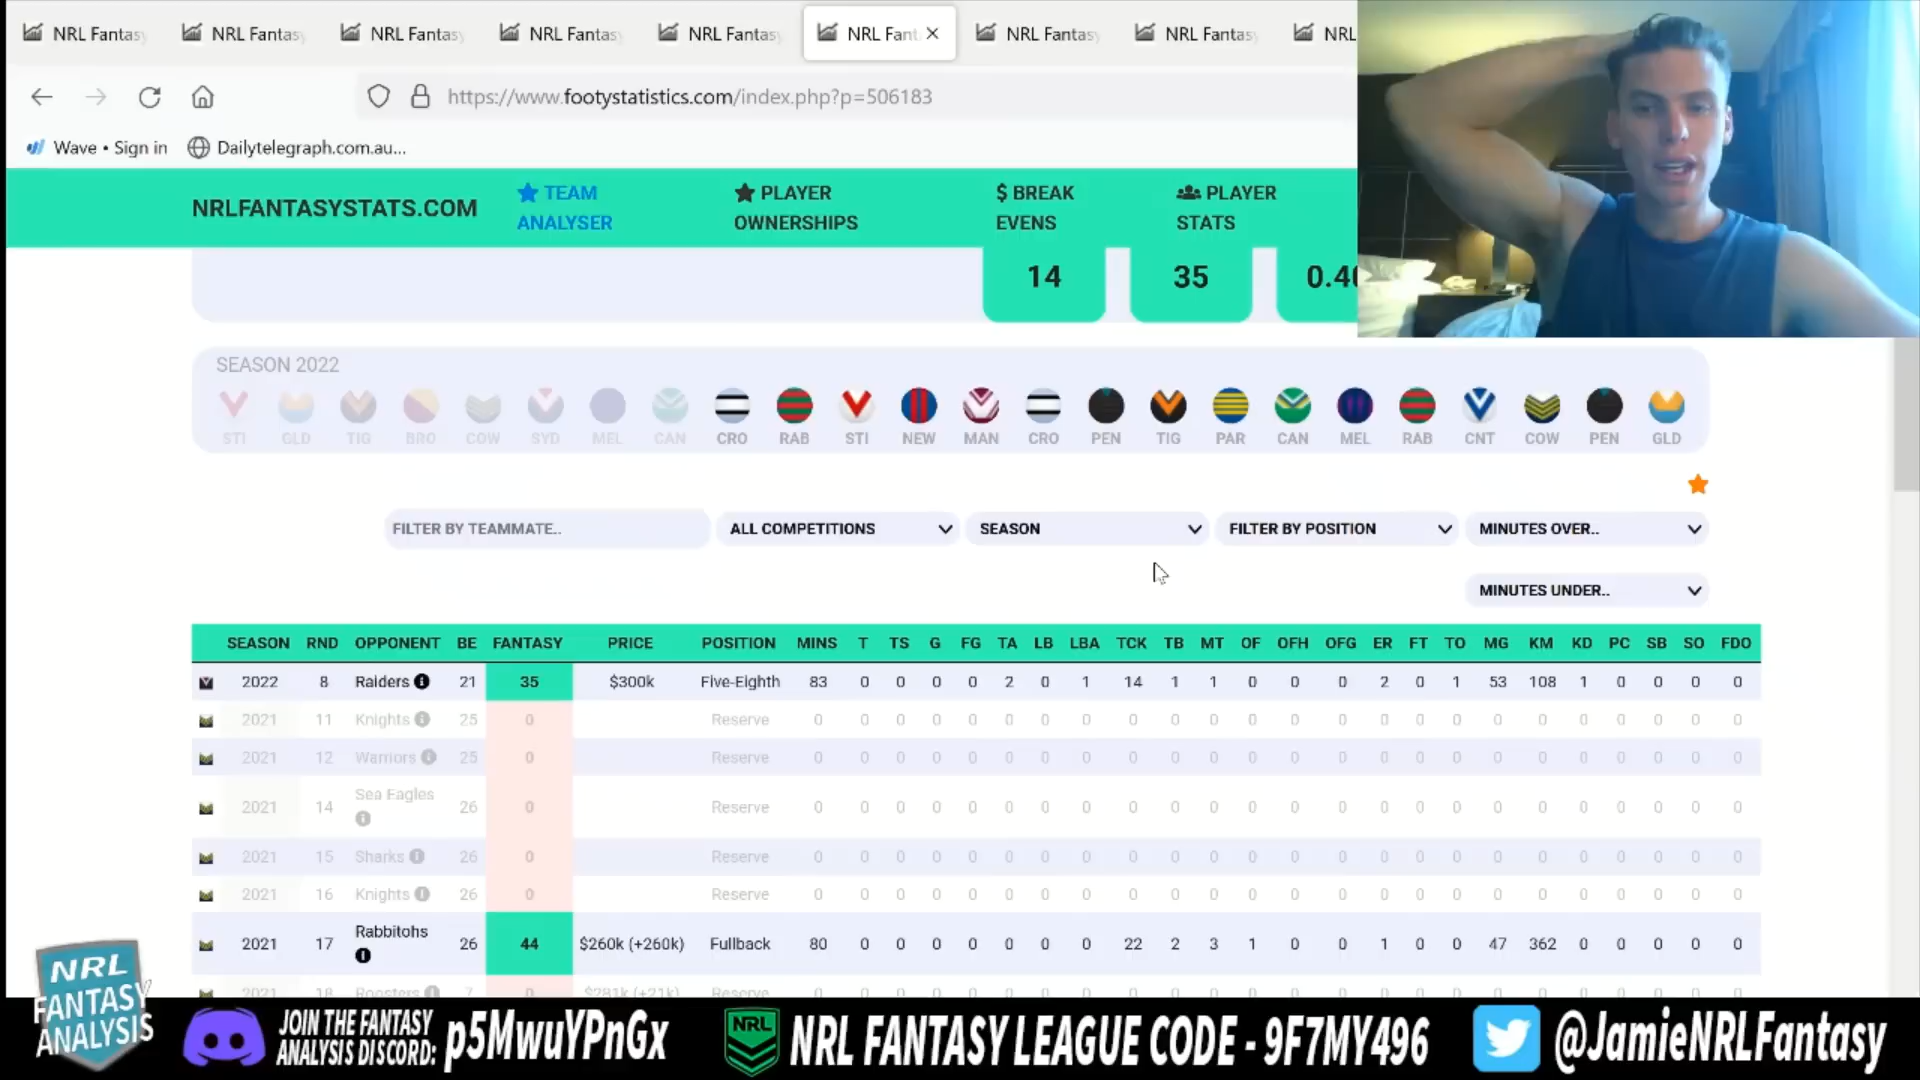 NRL Fantasy NRL Fantasy NRL Fantasy NRL Fantasy NRL Fantasy NRL Fant NRL Fantasy NRL Fantasy NRL
https://www.footystatistics.com/index.php?p=506183
Wave • Sign in Dailytelegraph.com.au...
NRLFANTASYSTATS.COM TEAM ANALYSER PLAYER OWNERSHIPS $ BREAK EVENS PLAYER STATS
14 35
SEASON 2022
STI GLD TIG BRO COW SYD MEL CAN CRO RAB STI NEW MAN CRO PEN TIG PAR CAN MEL RAB CNT COW PEN GLD
FILTER BY TEAMMATE.. ALL COMPETITIONS SEASON FILTER BY POSITION MINUTES OVER..
MINUTES UNDER..
SEASON RND OPPONENT BE FANTASY PRICE POSITION MINS T TS G FG TA LB LBA TCK TB MT OF OFH OFG ER FT TO MG KM KD PC SB SO FDO
2022 8 Raiders 21 35 $300k Five-Eighth 83 0 0 0 0 2 0 1 14 1 1 0 0 0 2 0 1 53 108 1 0 0 0 0
2021 11 Knights 25 0 Reserve 0 0 0 0 0 0 0 0 0 0 0 0 0 0 0 0 0 0 0 0 0 0 0 0
2021 12 Warriors 25 0 Reserve 0 0 0 0 0 0 0 0 0 0 0 0 0 0 0 0 0 0 0 0 0 0 0 0
2021 14 Sea Eagles 26 0 Reserve 0 0 0 0 0 0 0 0 0 0 0 0 0 0 0 0 0 0 0 0 0 0 0 0
2021 15 Sharks 26 0 Reserve 0 0 0 0 0 0 0 0 0 0 0 0 0 0 0 0 0 0 0 0 0 0 0 0
2021 16 Knights 26 0 Reserve 0 0 0 0 0 0 0 0 0 0 0 0 0 0 0 0 0 0 0 0 0 0 0 0
2021 17 Rabbitohs 26 44 $260k (+260k) Fullback 80 0 0 0 0 0 0 0 22 2 3 1 0 0 1 0 0 47 362 0 0 0 0 0
2021 18 Roosters 7 0 $281k (+21k) Reserve
NRL FANTASY ANALYSIS
JOIN THE FANTASY ANALYSIS DISCORD: p5MwuYPnGx
NRL NRL FANTASY LEAGUE CODE - 9F7MY496
@JamieNRLFantasy